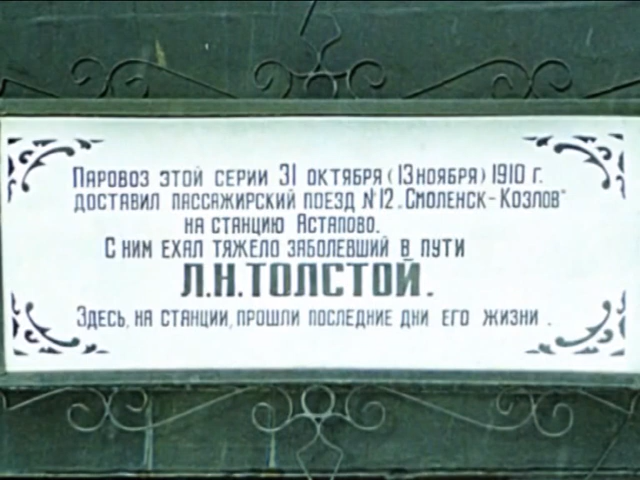 Паровоз этой серии 31 октября (13 ноября) 1910 г.
доставил пассажирский поезд №12 „Смоленск-Козлов"
на станцию Астапово.
С ним ехал тяжело заболевший в пути
Л.Н.ТОЛСТОЙ.
Здесь, на станции, прошли последние дни его жизни.